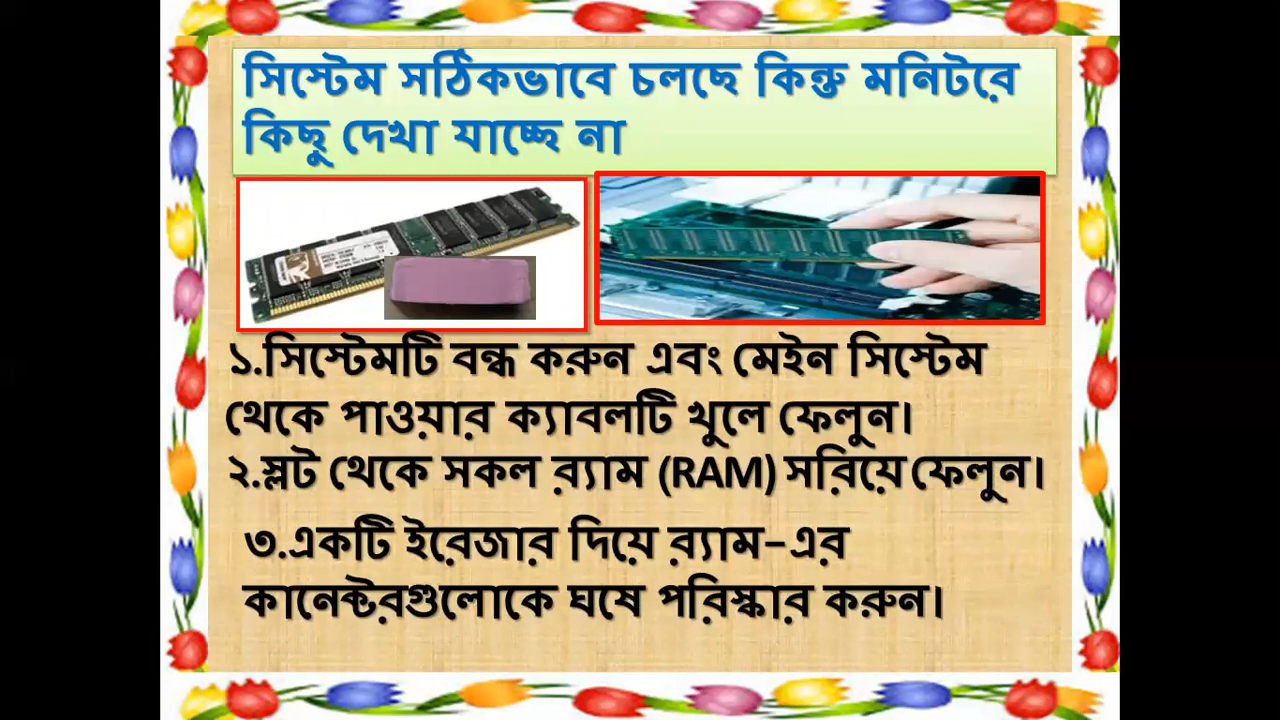 সিস্টেম সঠিকভাবে চলছে কিন্তু মনিটরে
কিছু দেখা যাচ্ছে না
১.সিস্টেমটি বন্ধ করুন এবং মেইন সিস্টেম
থেকে পাওয়ার ক্যাবলটি খুলে ফেলুন।
২.স্লট থেকে সকল র‍্যাম (RAM) সরিয়ে ফেলুন।
৩.একটি ইরেজার দিয়ে র‍্যাম-এর
কানেক্টরগুলোকে ঘষে পরিস্কার করুন।